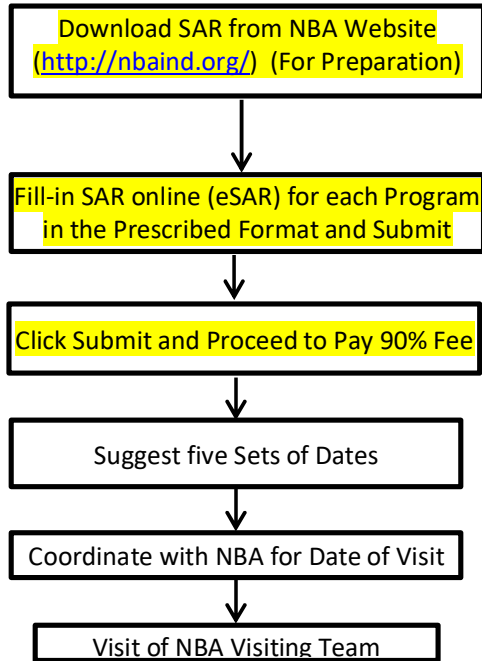 Download SAR from NBA Website
(http://nbaind.org/) (For Preparation)
Fill-in SAR online (eSAR) for each Program
in the Prescribed Format and Submit
Click Submit and Proceed to Pay 90% Fee
Suggest five Sets of Dates
Coordinate with NBA for Date of Visit
Visit of NBA Visiting Team